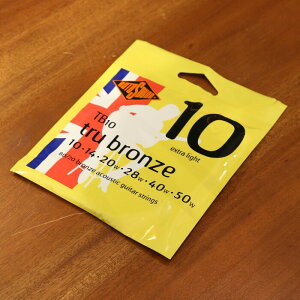 ROTOSOUND
10
extra light
TB10
tru bronze
10•14•20w•28w•40w•50w
80/20 bronze acoustic guitar strings